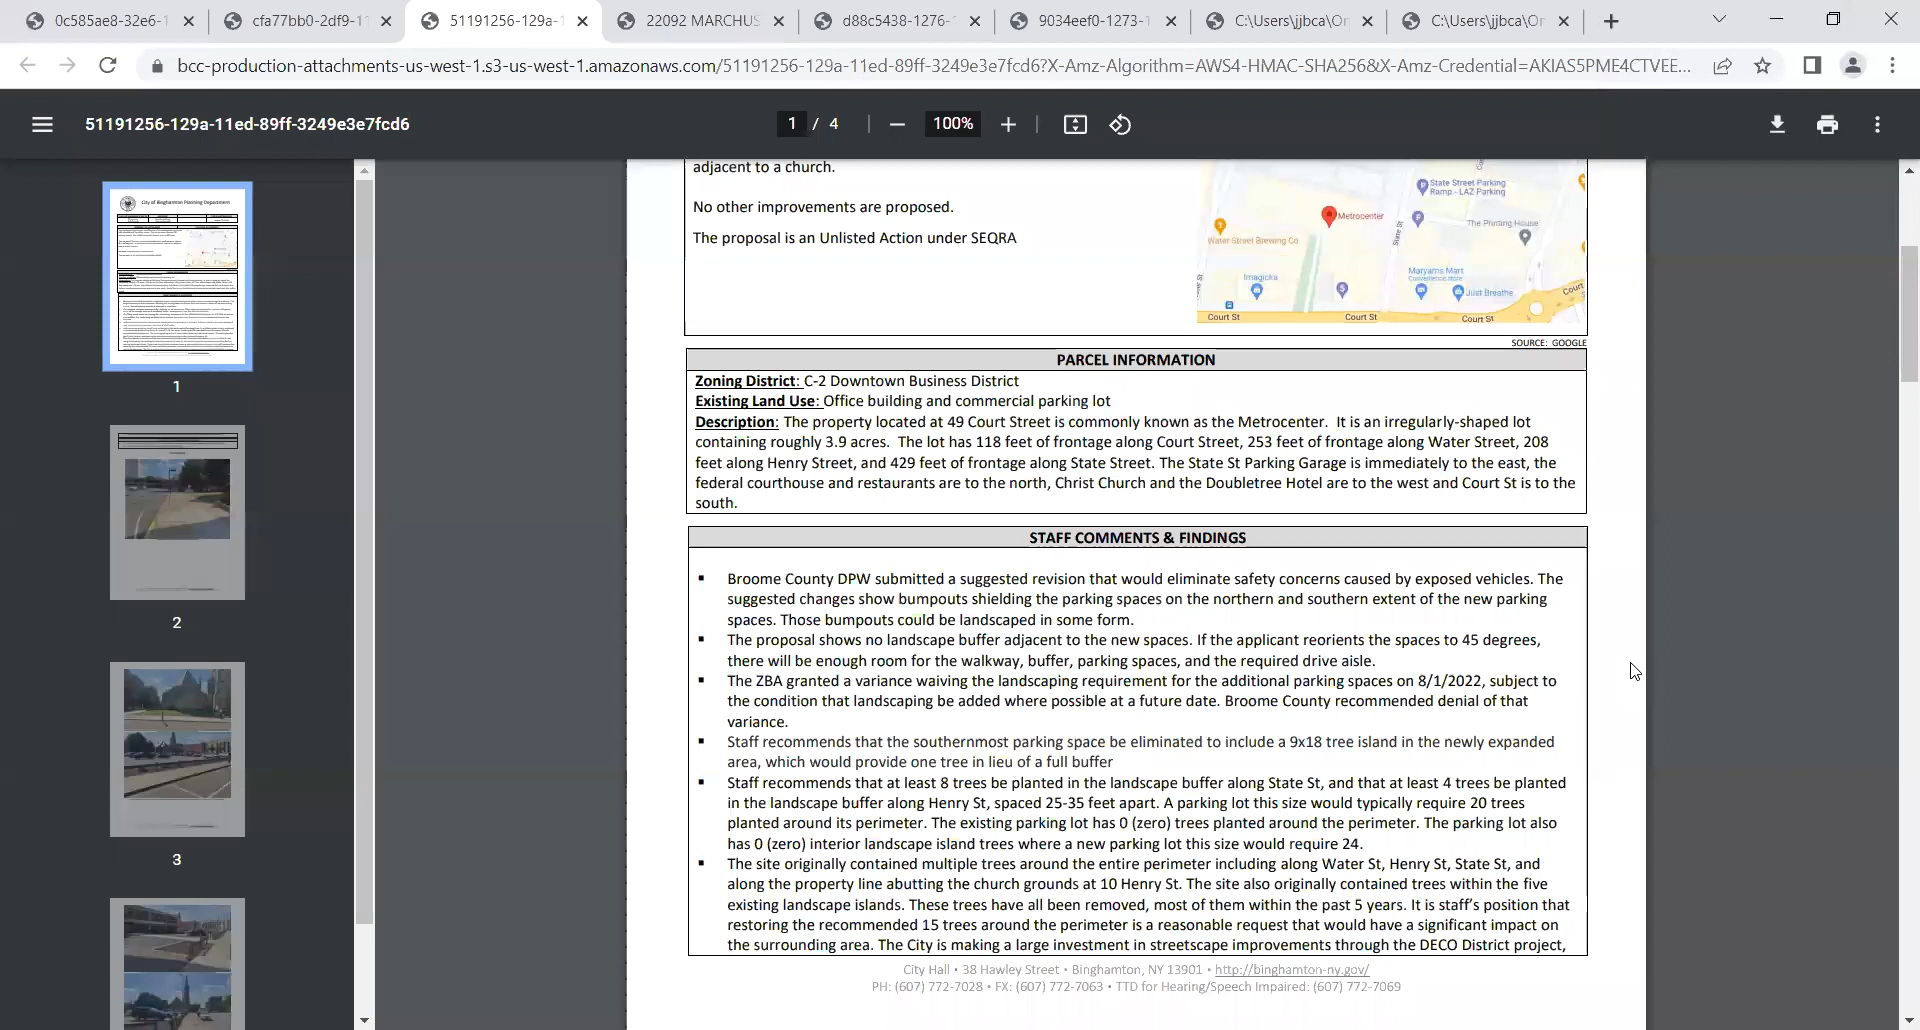 0c585ae8-32e6-1
cfa77bb0-2df9-11
51191256-129a-1
22092 MARCHUS
d88c5438-1276-
9034eef0-1273-1
C:\Users\jjbca\On
C:\Users\jjbca\On
bcc-production-attachments-us-west-1.s3-us-west-1.amazonaws.com/51191256-129a-11ed-89ff-3249e3e7fcd6?X-Amz-Algorithm=AWS4-HMAC-SHA256&X-Amz-Credential=AKIAS5PME4CTVEE...
51191256-129a-11ed-89ff-3249e3e7fcd6
1 / 4
100%
City of Binghamton Planning Department
1
2
3
adjacent to a church.
No other improvements are proposed.
The proposal is an Unlisted Action under SEQRA
State Street Parking
Ramp - LAZ Parking
Metrocenter
State St
The Phirang House
Water Street Brewing Co
Imagicka
Maryams Mart
Convenience store
Just Breathe
Court St
Court St
Court St
Court
SOURCE: GOOGLE
PARCEL INFORMATION
Zoning District: C-2 Downtown Business District
Existing Land Use: Office building and commercial parking lot
Description: The property located at 49 Court Street is commonly known as the Metrocenter. It is an irregularly-shaped lot
containing roughly 3.9 acres. The lot has 118 feet of frontage along Court Street, 253 feet of frontage along Water Street, 208
feet along Henry Street, and 429 feet of frontage along State Street. The State St Parking Garage is immediately to the east, the
federal courthouse and restaurants are to the north, Christ Church and the Doubletree Hotel are to the west and Court St is to the
south.
STAFF COMMENTS & FINDINGS
▪ Broome County DPW submitted a suggested revision that would eliminate safety concerns caused by exposed vehicles. The
suggested changes show bumpouts shielding the parking spaces on the northern and southern extent of the new parking
spaces. Those bumpouts could be landscaped in some form.
▪ The proposal shows no landscape buffer adjacent to the new spaces. If the applicant reorients the spaces to 45 degrees,
there will be enough room for the walkway, buffer, parking spaces, and the required drive aisle.
▪ The ZBA granted a variance waiving the landscaping requirement for the additional parking spaces on 8/1/2022, subject to
the condition that landscaping be added where possible at a future date. Broome County recommended denial of that
variance.
▪ Staff recommends that the southernmost parking space be eliminated to include a 9x18 tree island in the newly expanded
area, which would provide one tree in lieu of a full buffer
▪ Staff recommends that at least 8 trees be planted in the landscape buffer along State St, and that at least 4 trees be planted
in the landscape buffer along Henry St, spaced 25-35 feet apart. A parking lot this size would typically require 20 trees
planted around its perimeter. The existing parking lot has 0 (zero) trees planted around the perimeter. The parking lot also
has 0 (zero) interior landscape island trees where a new parking lot this size would require 24.
▪ The site originally contained multiple trees around the entire perimeter including along Water St, Henry St, State St, and
along the property line abutting the church grounds at 10 Henry St. The site also originally contained trees within the five
existing landscape islands. These trees have all been removed, most of them within the past 5 years. It is staff's position that
restoring the recommended 15 trees around the perimeter is a reasonable request that would have a significant impact on
the surrounding area. The City is making a large investment in streetscape improvements through the DECO District project,
City Hall • 38 Hawley Street • Binghamton, NY 13901 • http://binghamton-ny.gov/
PH: (607) 772-7028 • FX: (607) 772-7063 • TTD for Hearing/Speech Impaired: (607) 772-7069